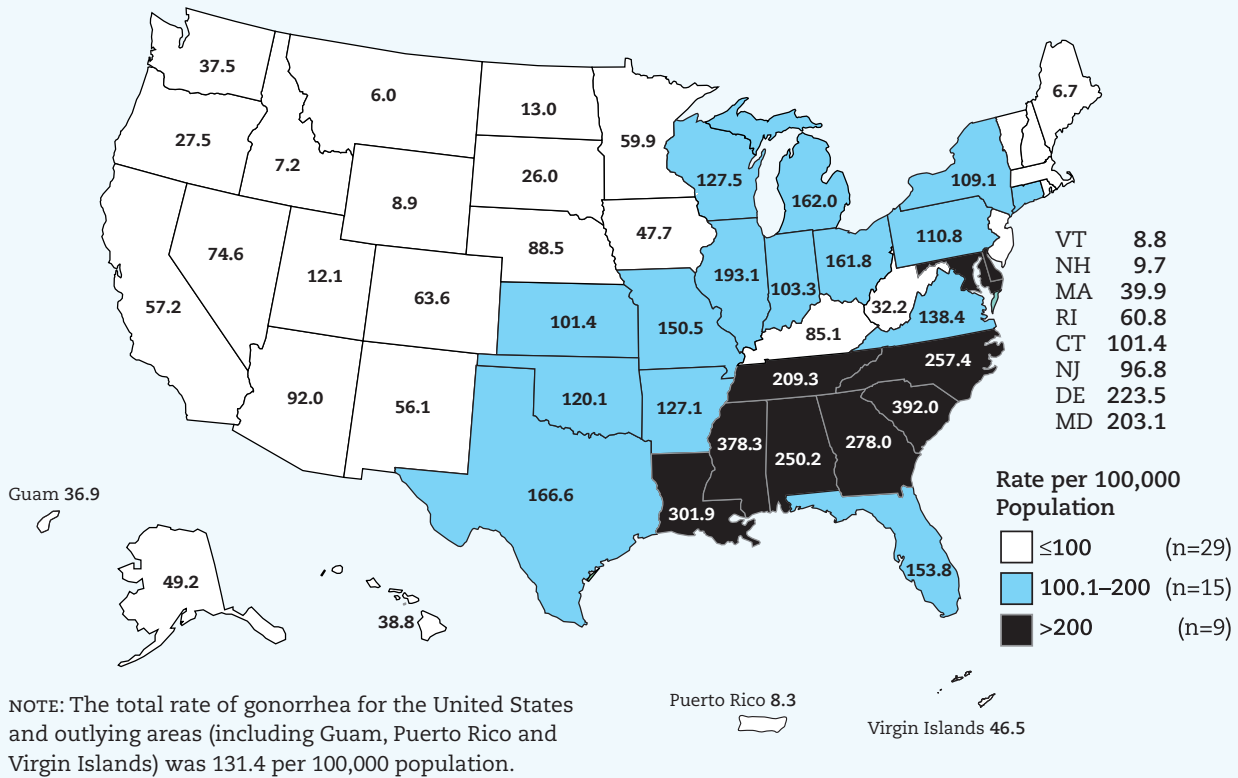 37.5
6.0
13.0
59.9
6.7
27.5
7.2
26.0
127.5
162.0
109.1
8.9
88.5
47.7
110.8
74.6
12.1
63.6
193.1
103.3
161.8
32.2
138.4
57.2
101.4
150.5
85.1
257.4
92.0
56.1
120.1
127.1
209.3
392.0
378.3
250.2
278.0
166.6
301.9
153.8
VT 8.8
NH 9.7
MA 39.9
RI 60.8
CT 101.4
NJ 96.8
DE 223.5
MD 203.1
Guam 36.9
49.2
38.8
Rate per 100,000
Population
≤100 (n=29)
100.1–200 (n=15)
>200 (n=9)
Puerto Rico 8.3
Virgin Islands 46.5
NOTE: The total rate of gonorrhea for the United States
and outlying areas (including Guam, Puerto Rico and
Virgin Islands) was 131.4 per 100,000 population.